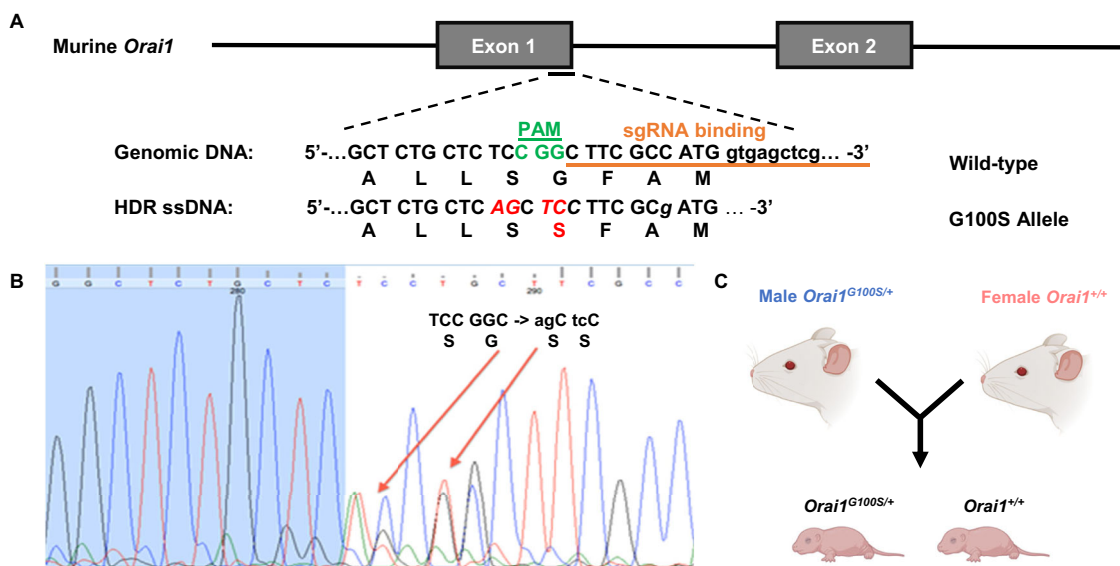 A
Murine Orai1
Exon 1
Exon 2
PAM
sgRNA binding
Genomic DNA:
5'-...GCT CTG CTC TCC GGC TTC GCC ATG gtgagctcg... -3'
Wild-type
A L L S G F A M
HDR ssDNA:
5'-...GCT CTG CTC AGC TCC TTC GCg ATG ... -3'
G100S Allele
A L L S S F A M
B
G G C T C T G C T C T C C T G C T T C G C C
280
290
TCC GGC -> agC tcC
S G S S
C
Male Orai1G100S/+
Female Orai1+/+
Orai1G100S/+
Orai1+/+